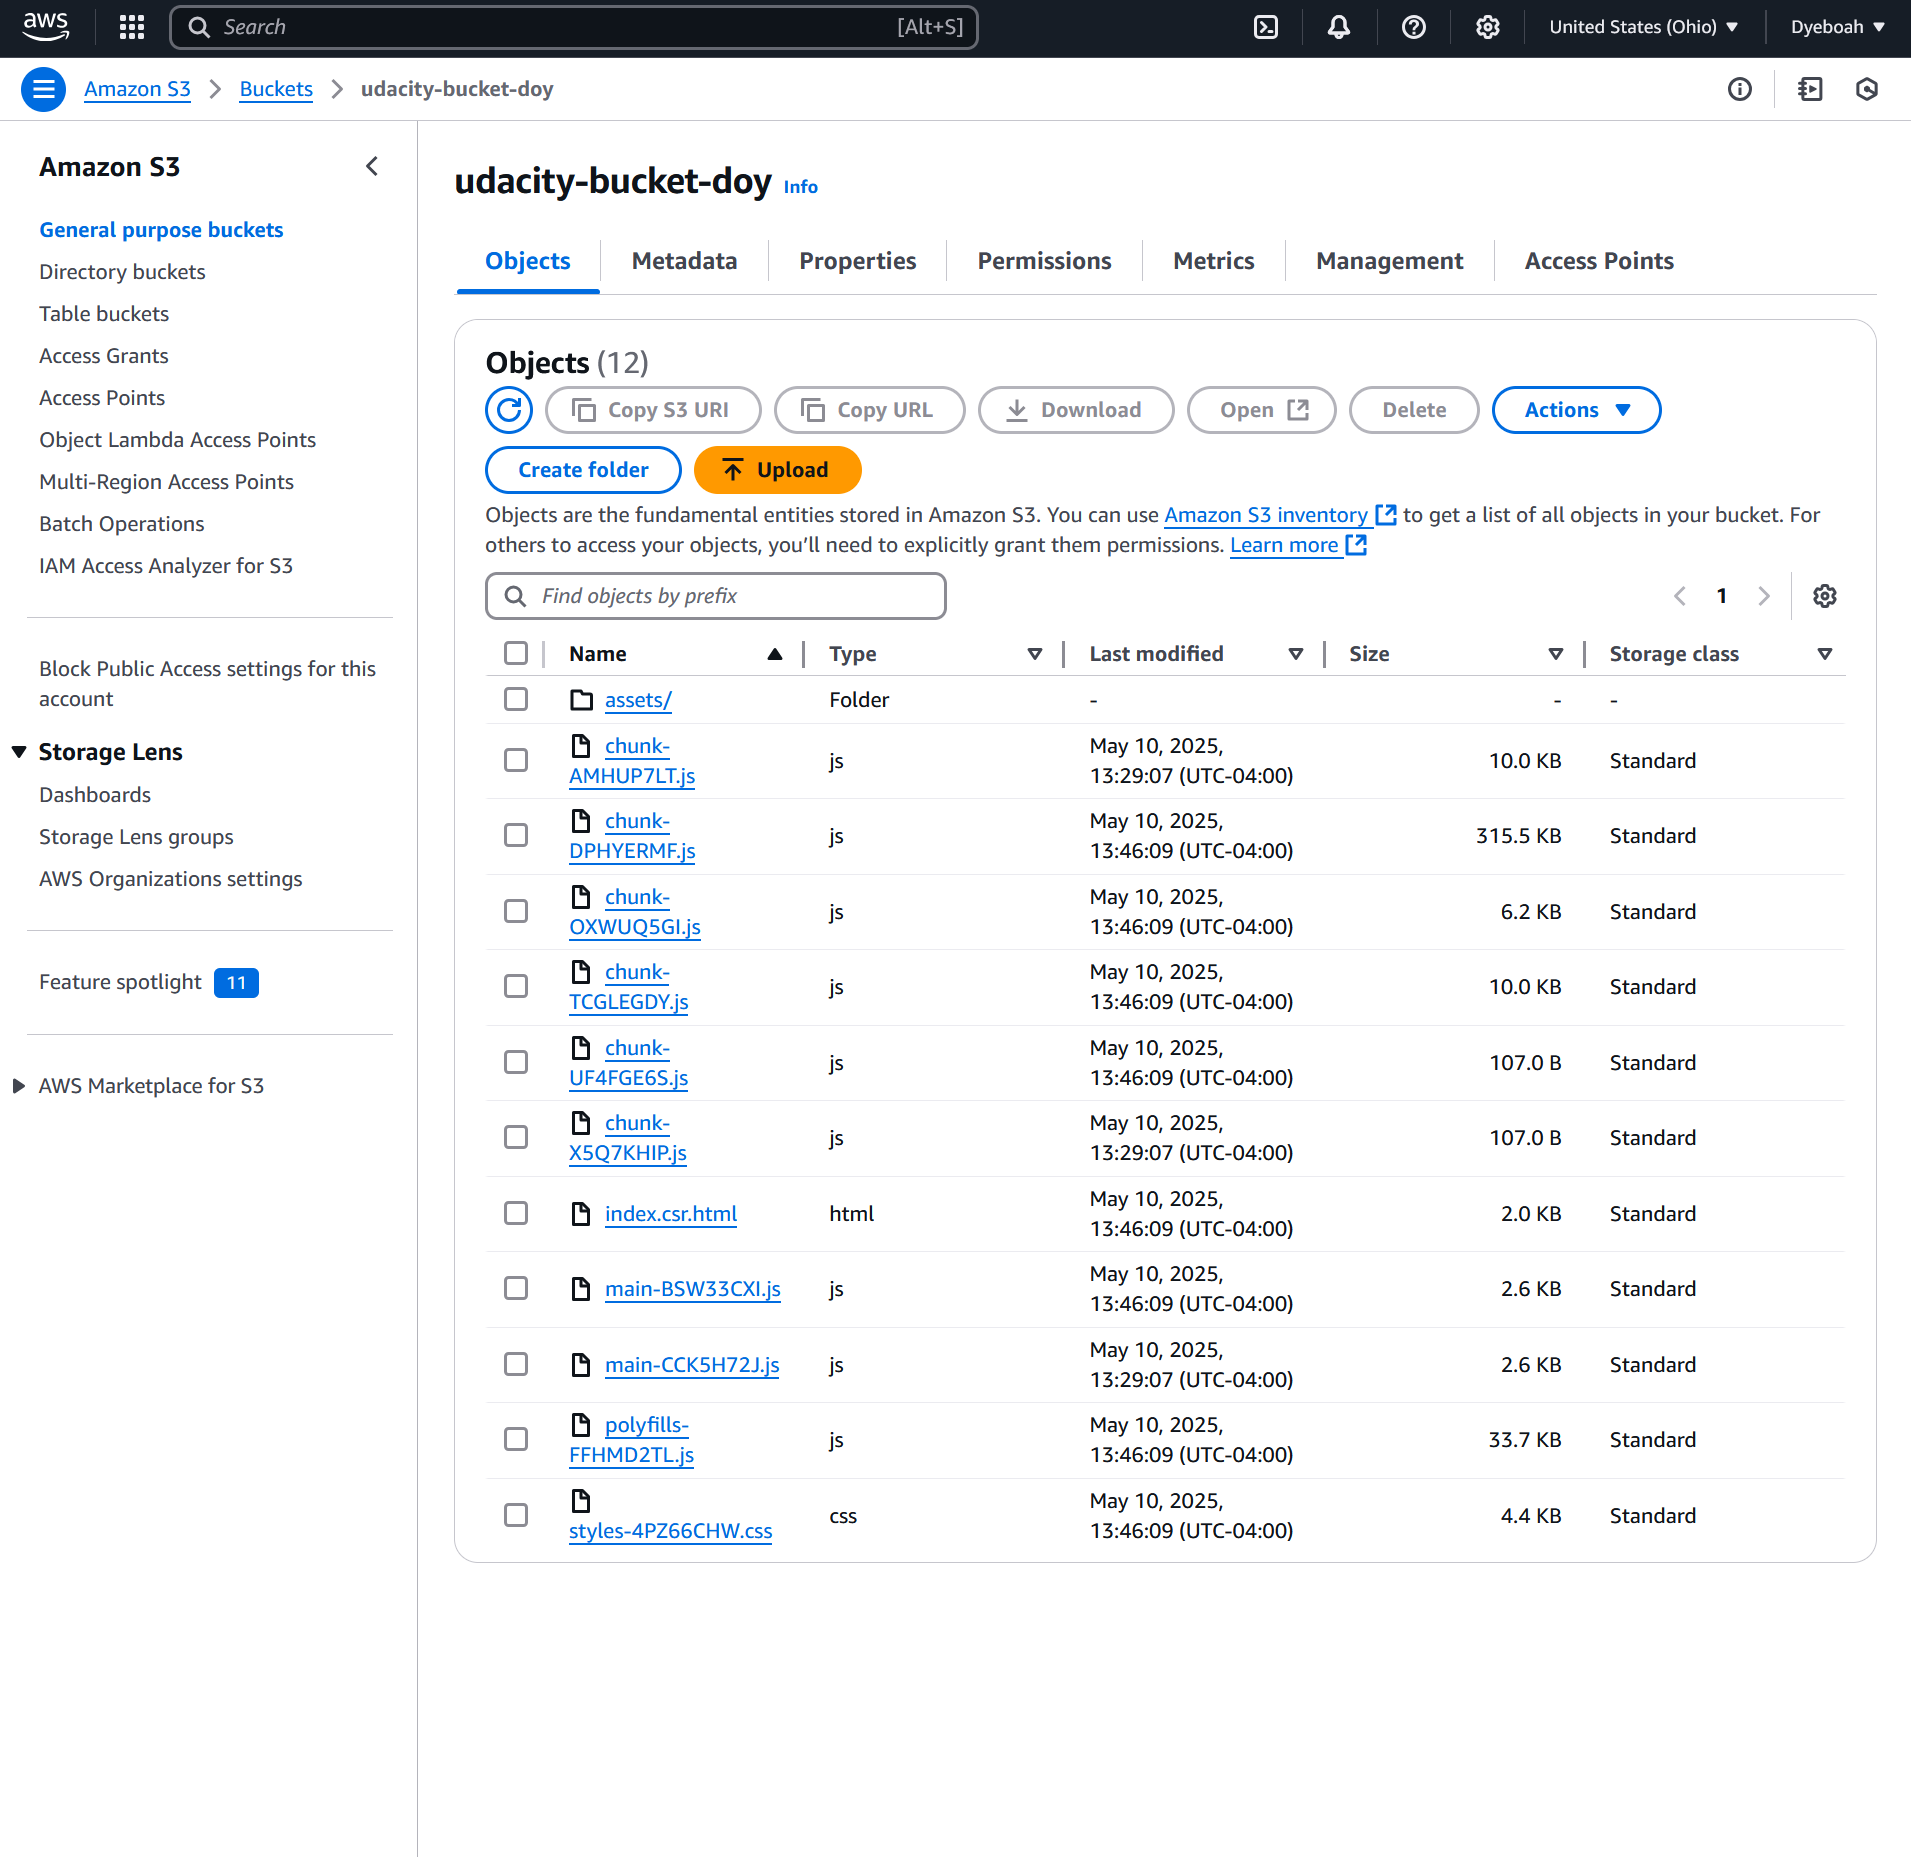 aws
Search [Alt+S]
United States (Ohio)
Dyeboah
Amazon S3
Buckets
udacity-bucket-doy
Amazon S3
General purpose buckets
Directory buckets
Table buckets
Access Grants
Access Points
Object Lambda Access Points
Multi-Region Access Points
Batch Operations
IAM Access Analyzer for S3
Block Public Access settings for this
account
Storage Lens
Dashboards
Storage Lens groups
AWS Organizations settings
Feature spotlight 11
AWS Marketplace for S3
udacity-bucket-doy Info
Objects Metadata Properties Permissions Metrics Management Access Points
Objects (12)
Copy S3 URI Copy URL Download Open Delete Actions
Create folder Upload
Objects are the fundamental entities stored in Amazon S3. You can use Amazon S3 inventory to get a list of all objects in your bucket. For
others to access your objects, you’ll need to explicitly grant them permissions. Learn more
Find objects by prefix
1
Name Type Last modified Size Storage class
assets/ Folder - - -
chunk-
AMHUP7LT.js
js
May 10, 2025,
13:29:07 (UTC-04:00)
10.0 KB
Standard
chunk-
DPHYERMF.js
js
May 10, 2025,
13:46:09 (UTC-04:00)
315.5 KB
Standard
chunk-
OXWUQ5GI.js
js
May 10, 2025,
13:46:09 (UTC-04:00)
6.2 KB
Standard
chunk-
TCGLEGDY.js
js
May 10, 2025,
13:46:09 (UTC-04:00)
10.0 KB
Standard
chunk-
UF4FGE6S.js
js
May 10, 2025,
13:46:09 (UTC-04:00)
107.0 B
Standard
chunk-
X5Q7KHIP.js
js
May 10, 2025,
13:29:07 (UTC-04:00)
107.0 B
Standard
index.csr.html
html
May 10, 2025,
13:46:09 (UTC-04:00)
2.0 KB
Standard
main-BSW33CXI.js
js
May 10, 2025,
13:46:09 (UTC-04:00)
2.6 KB
Standard
main-CCK5H72J.js
js
May 10, 2025,
13:29:07 (UTC-04:00)
2.6 KB
Standard
polyfills-
FFHMD2TL.js
js
May 10, 2025,
13:46:09 (UTC-04:00)
33.7 KB
Standard
styles-4PZ66CHW.css
css
May 10, 2025,
13:46:09 (UTC-04:00)
4.4 KB
Standard